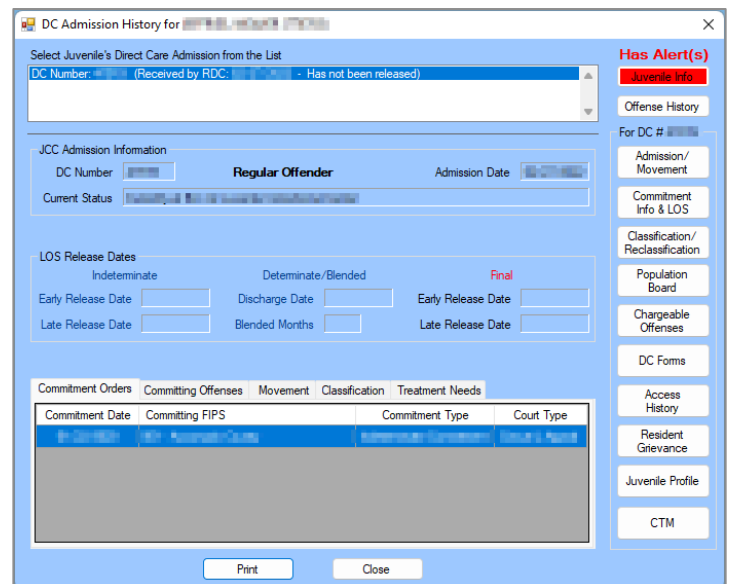 DC Admission History for
Select Juvenile's Direct Care Admission from the List
DC Number: (Received by RDC: - Has not been released)
JCC Admission Information
DC Number Regular Offender Admission Date
Current Status
LOS Release Dates
Indeterminate Determinate/Blended Final
Early Release Date Discharge Date Early Release Date
Late Release Date Blended Months Late Release Date
Commitment Orders Committing Offenses Movement Classification Treatment Needs
Commitment Date Committing FIPS Commitment Type Court Type
Print Close
Has Alert(s)
Juvenile Info
Offense History
For DC #
Admission/
Movement
Commitment
Info & LOS
Classification/
Reclassification
Population
Board
Chargeable
Offenses
DC Forms
Access
History
Resident
Grievance
Juvenile Profile
CTM